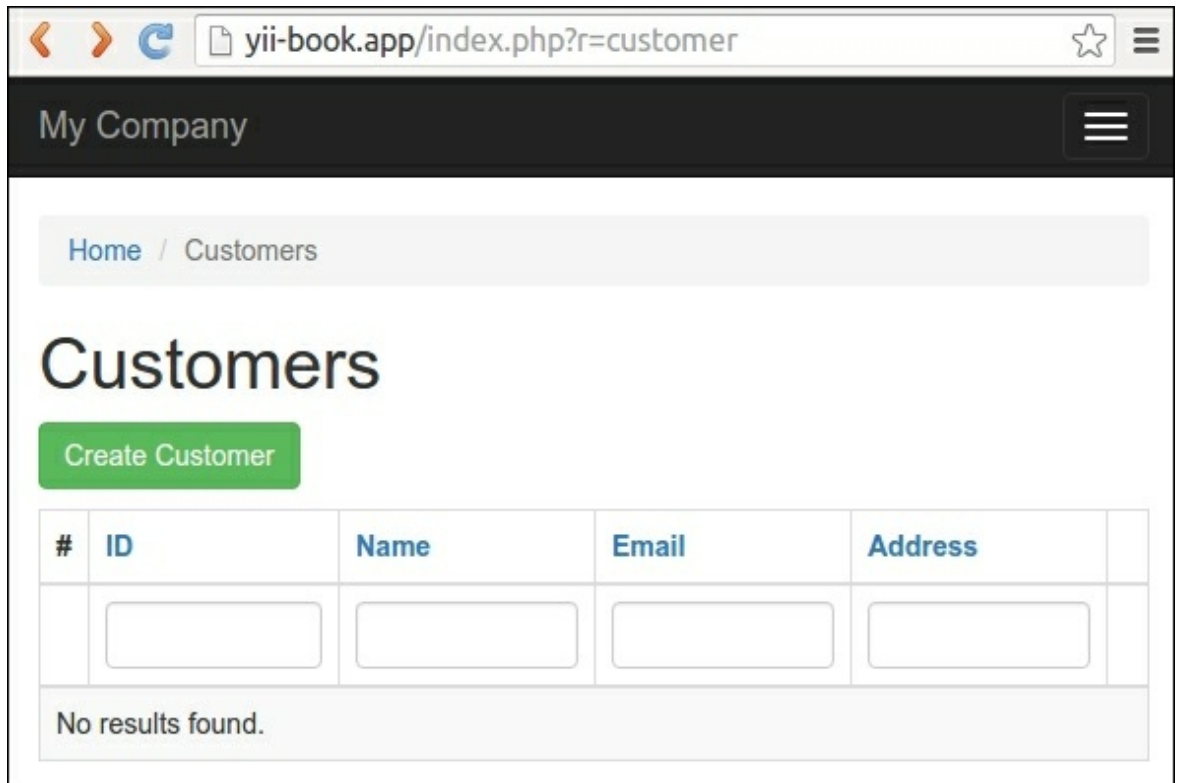 yii-book.app/index.php?r=customer
My Company
Home / Customers
Customers
Create Customer
# ID Name Email Address
No results found.